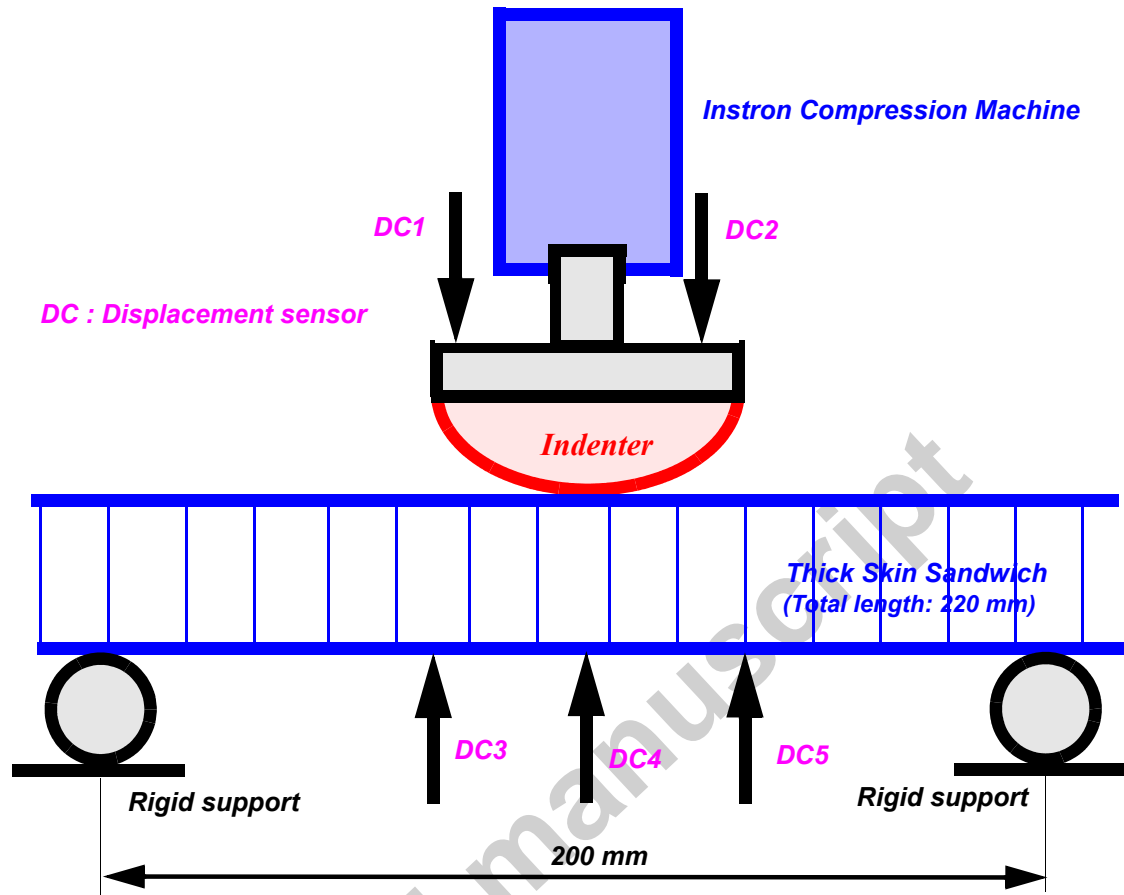 Instron Compression Machine
DC1
DC2
DC : Displacement sensor
Indenter
Thick Skin Sandwich
(Total length: 220 mm)
DC3
DC4
DC5
Rigid support
Rigid support
200 mm
manuscript